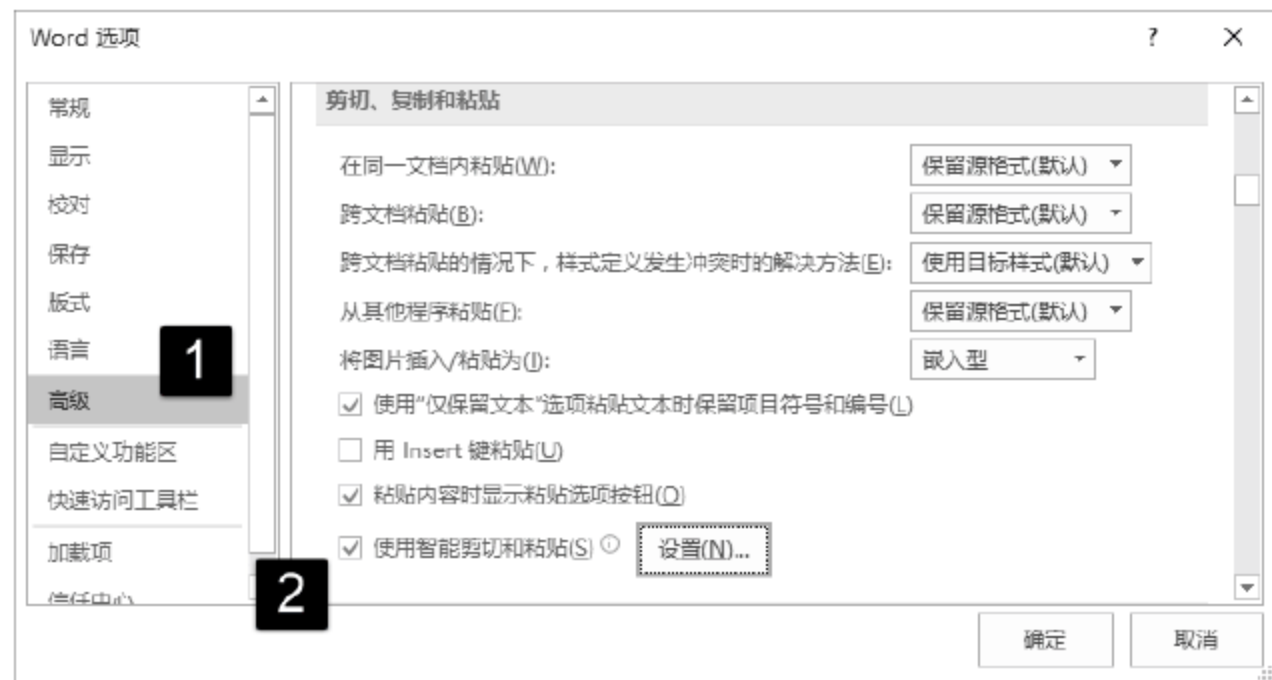 Word 选项 ? ×
常规
显示
校对
保存
版式
语言
1
高级
自定义功能区
快速访问工具栏
加载项
信任中心
2
剪切、复制和粘贴
在同一文档内粘贴(W): 保留源格式(默认)
跨文档粘贴(B): 保留源格式(默认)
跨文档粘贴的情况下，样式定义发生冲突时的解决方法(E): 使用目标样式(默认)
从其他程序粘贴(F): 保留源格式(默认)
将图片插入/粘贴为(I): 嵌入型
使用“仅保留文本”选项粘贴文本时保留项目符号和编号(L)
用 Insert 键粘贴(U)
粘贴内容时显示粘贴选项按钮(O)
使用智能剪切和粘贴(S) 设置(N)...
确定 取消